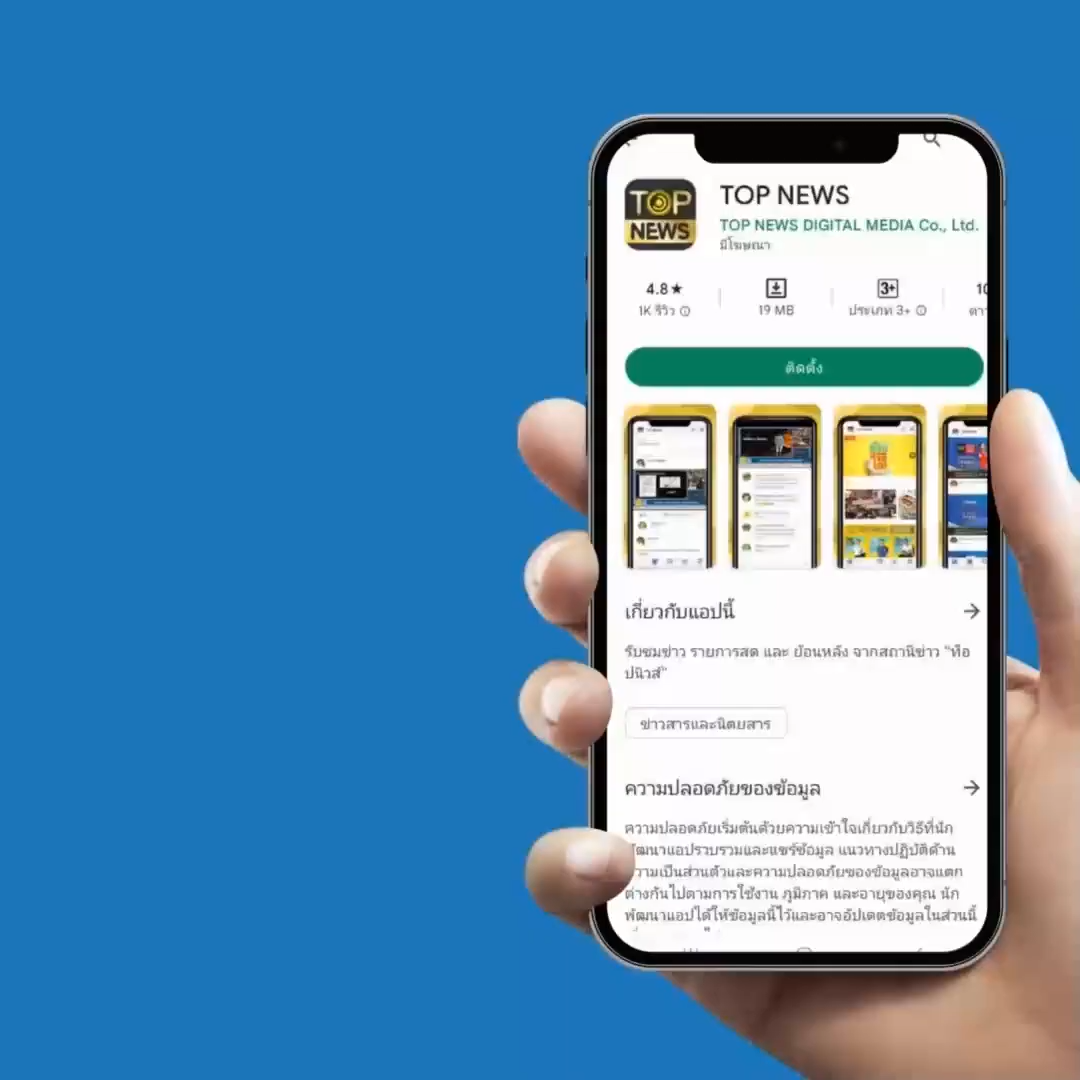 TOP NEWS
TOP
NEWS
TOP NEWS DIGITAL MEDIA Co., Ltd.
มีโฆษณา
4.8★
3+
10
1K รีวิว
19 MB
ประเภท 3+
ติดตั้ง
เกี่ยวกับแอปนี้
รับชมข่าว รายการสด และ ย้อนหลัง จากสถานีข่าว "ท็อ
ปนิวส์"
ข่าวสารและนิตยสาร
ความปลอดภัยของข้อมูล
ความปลอดภัยเริ่มต้นด้วยความเข้าใจเกี่ยวกับวิธีที่นัก
พัฒนาแอปรวบรวมและแชร์ข้อมูล แนวทางปฏิบัติด้าน
ความเป็นส่วนตัวและความปลอดภัยของข้อมูลอาจแตก
ต่างกันไปตามการใช้งาน ภูมิภาค และอายุของคุณ นัก
พัฒนาแอปได้ให้ข้อมูลนี้ไว้และอาจอัปเดตข้อมูลในส่วนนี้